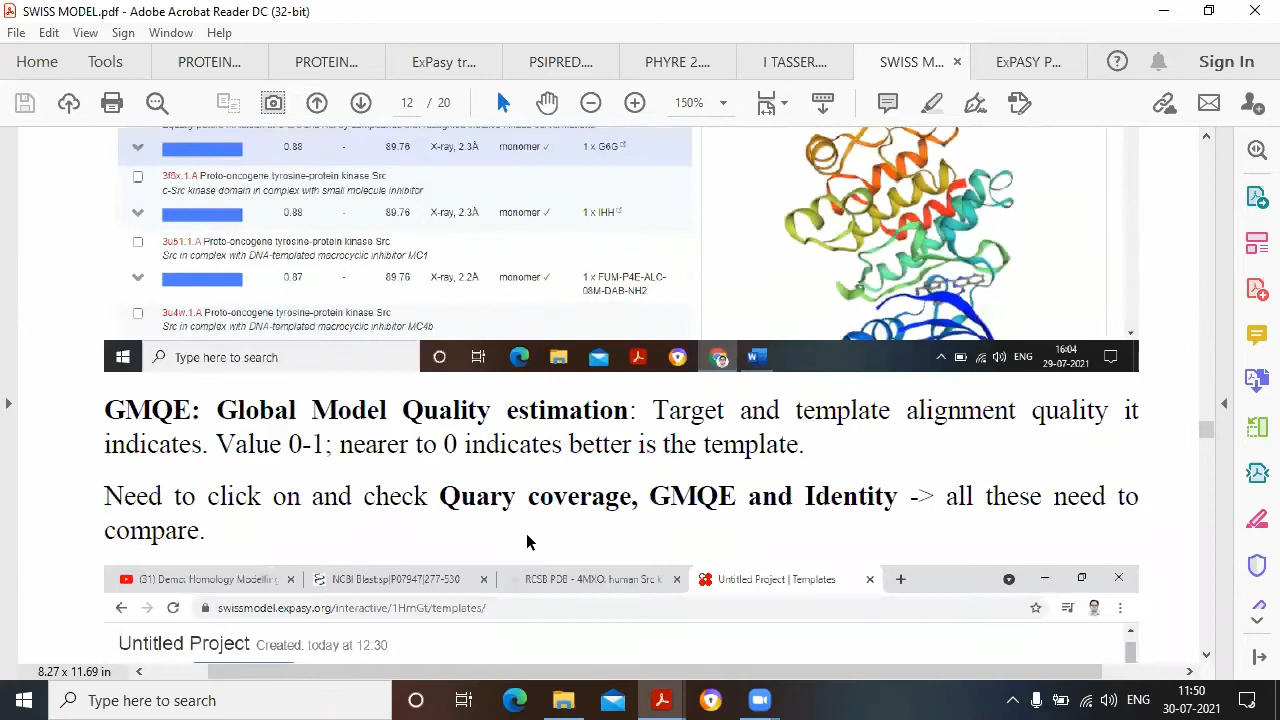 SWISS MODEL.pdf - Adobe Acrobat Reader DC (32-bit)
File Edit View Sign Window Help
Home Tools PROTEIN... PROTEIN... ExPasy tr... PSIPRED.... PHYRE 2.... I TASSER.... SWISS M... × ExPASY P... Sign In
12 / 20 150%
0.88 - 89.76 X-ray, 2.3Å monomer ✓ 1 x G6G
3f6x.1.A Proto-oncogene tyrosine-protein kinase Src
c-Src kinase domain in complex with small molecule inhibitor
0.88 - 89.76 X-ray, 2.3Å monomer ✓ 1 x IHH
3u51.1.A Proto-oncogene tyrosine-protein kinase Src
Src in complex with DNA-templated macrocyclic inhibitor MC1
0.87 - 89.76 X-ray, 2.2Å monomer ✓ 1 x FUM-P4E-ALC-
08M-DAB-NH2
3u4w.1.A Proto-oncogene tyrosine-protein kinase Src
Src in complex with DNA-templated macrocyclic inhibitor MC4b
Type here to search ENG 16:04
29-07-2021
GMQE: Global Model Quality estimation: Target and template alignment quality it
indicates. Value 0-1; nearer to 0 indicates better is the template.
Need to click on and check Quary coverage, GMQE and Identity -> all these need to
compare.
(31) Demo: Homology Modelling × NCBI Blast:sp|P07947|277-530 × RCSB PDB - 4MXO: human Src k × Untitled Project | Templates × +
swissmodel.expasy.org/interactive/1HmGt/templates/
Untitled Project Created: today at 12:30
8.27 x 11.69 in
Type here to search ENG 11:50
30-07-2021